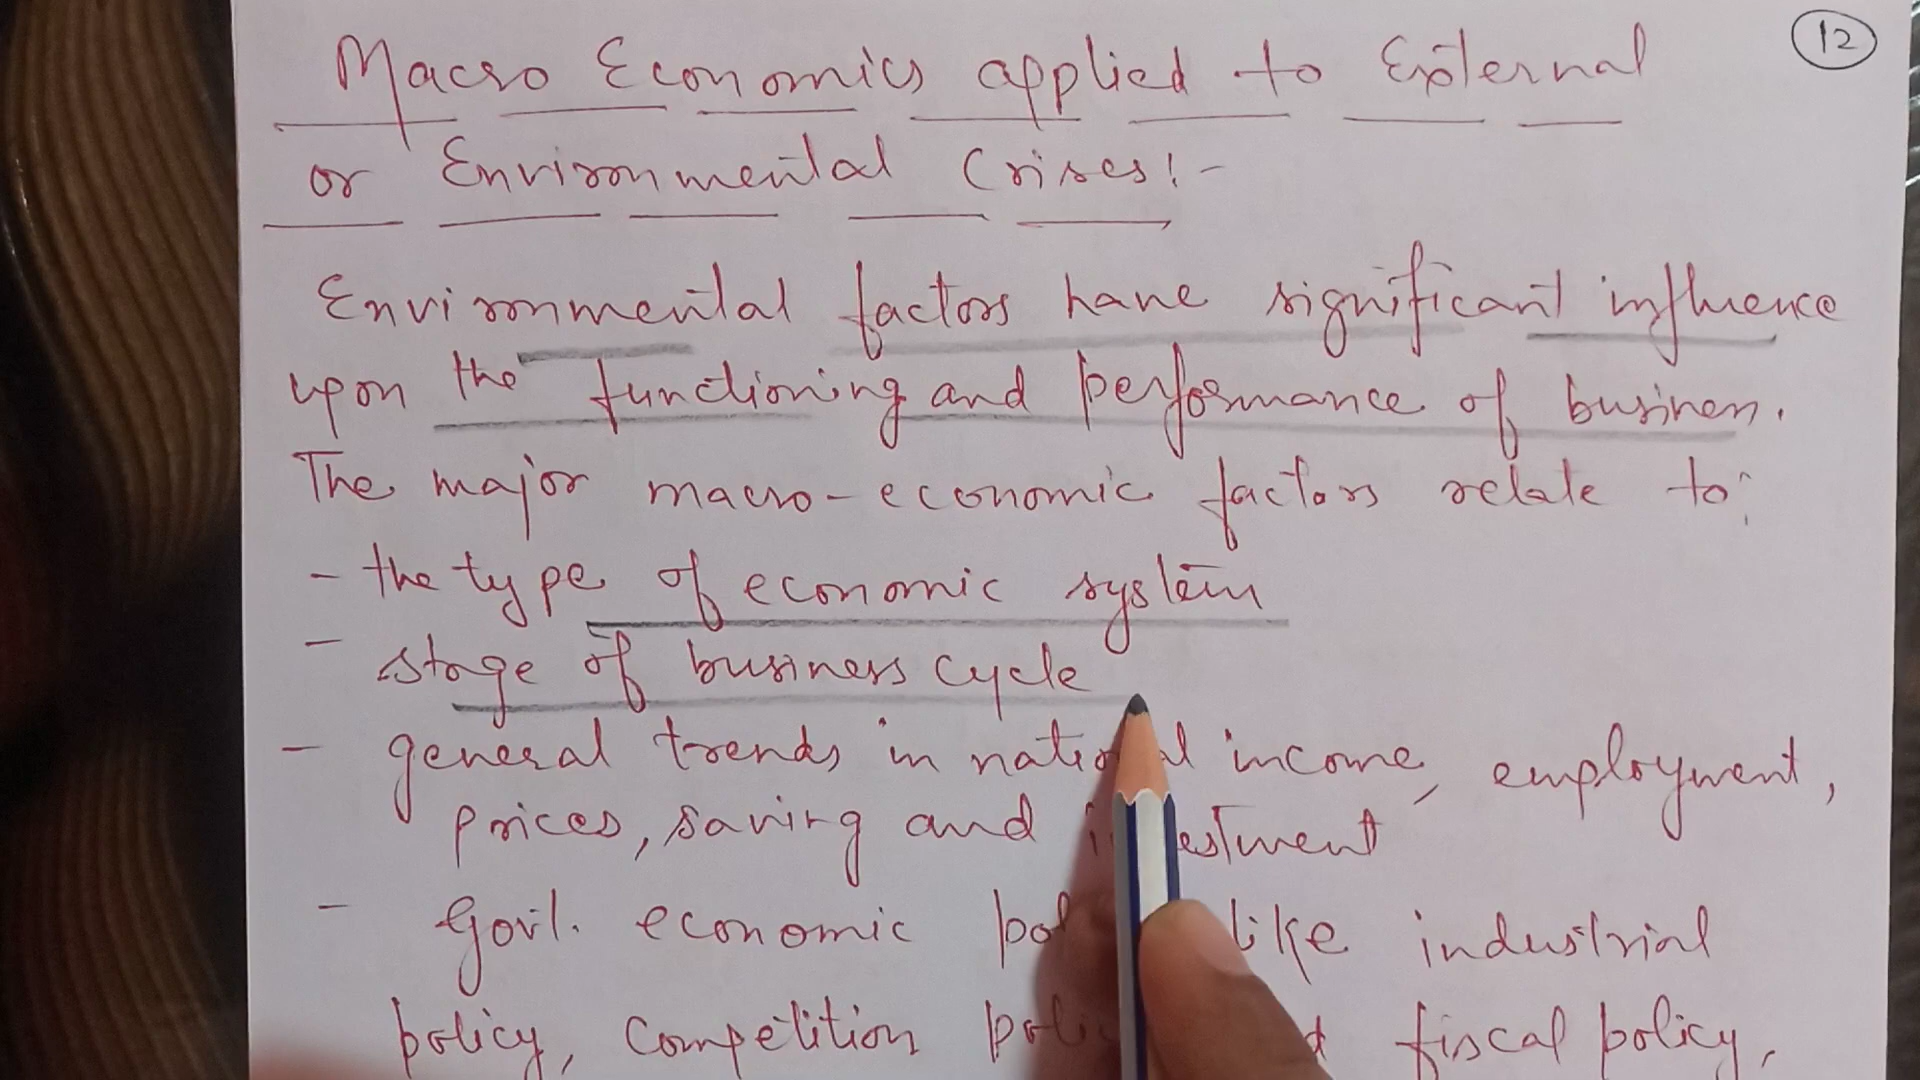 12
Macro Economics applied to External
or Environmental Crises:-
Environmental factors have significant influence
upon the functioning and performance of business.
The major macro-economic factors relate to:
- the type of economic system
- stage of business cycle
- general trends in national income, employment,
prices, saving and investment
- Govt. economic like industrial
policy, competition fiscal policy,